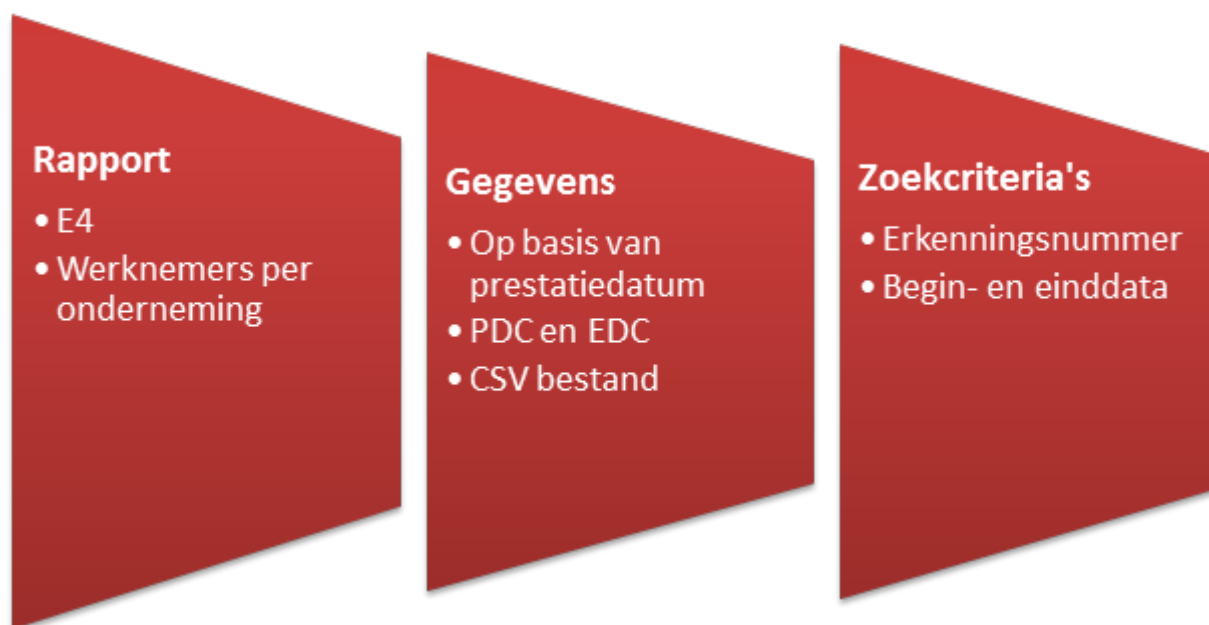 Rapport
• E4
• Werknemers per
onderneming
Gegevens
• Op basis van
prestatiedatum
• PDC en EDC
• CSV bestand
Zoekcriteria's
• Erkenningsnummer
• Begin- en einddata